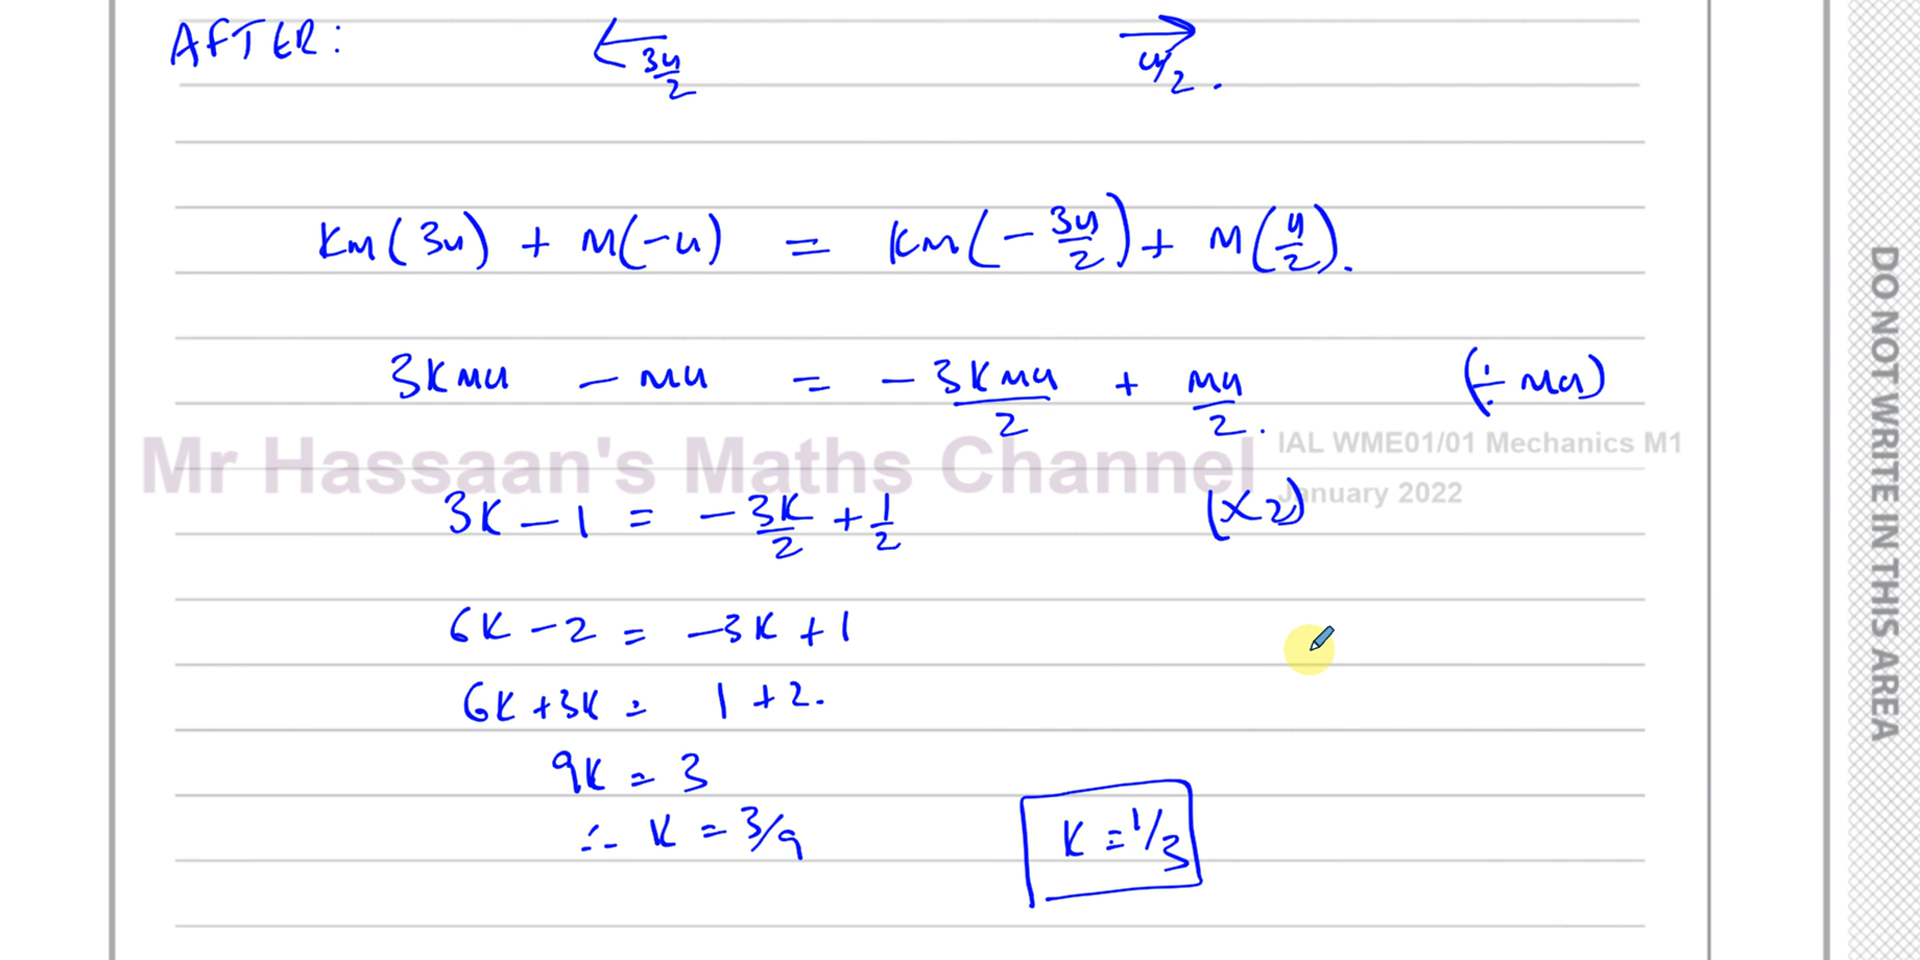 AFTER: 3u/2 u/2.
Km(3u) + M(-u) = Km(-3u/2) + M(u/2).
3Kmu - mu = -3Kmu/2 + mu/2. (÷ mu)
Mr Hassaan's Maths Channel
IAL WME01/01 Mechanics M1
January 2022
3K - 1 = -3K/2 + 1/2 (x2)
6K - 2 = -3K + 1
6K + 3K = 1 + 2.
9K = 3
∴ K = 3/9
K = 1/3
DO NOT WRITE IN THIS AREA